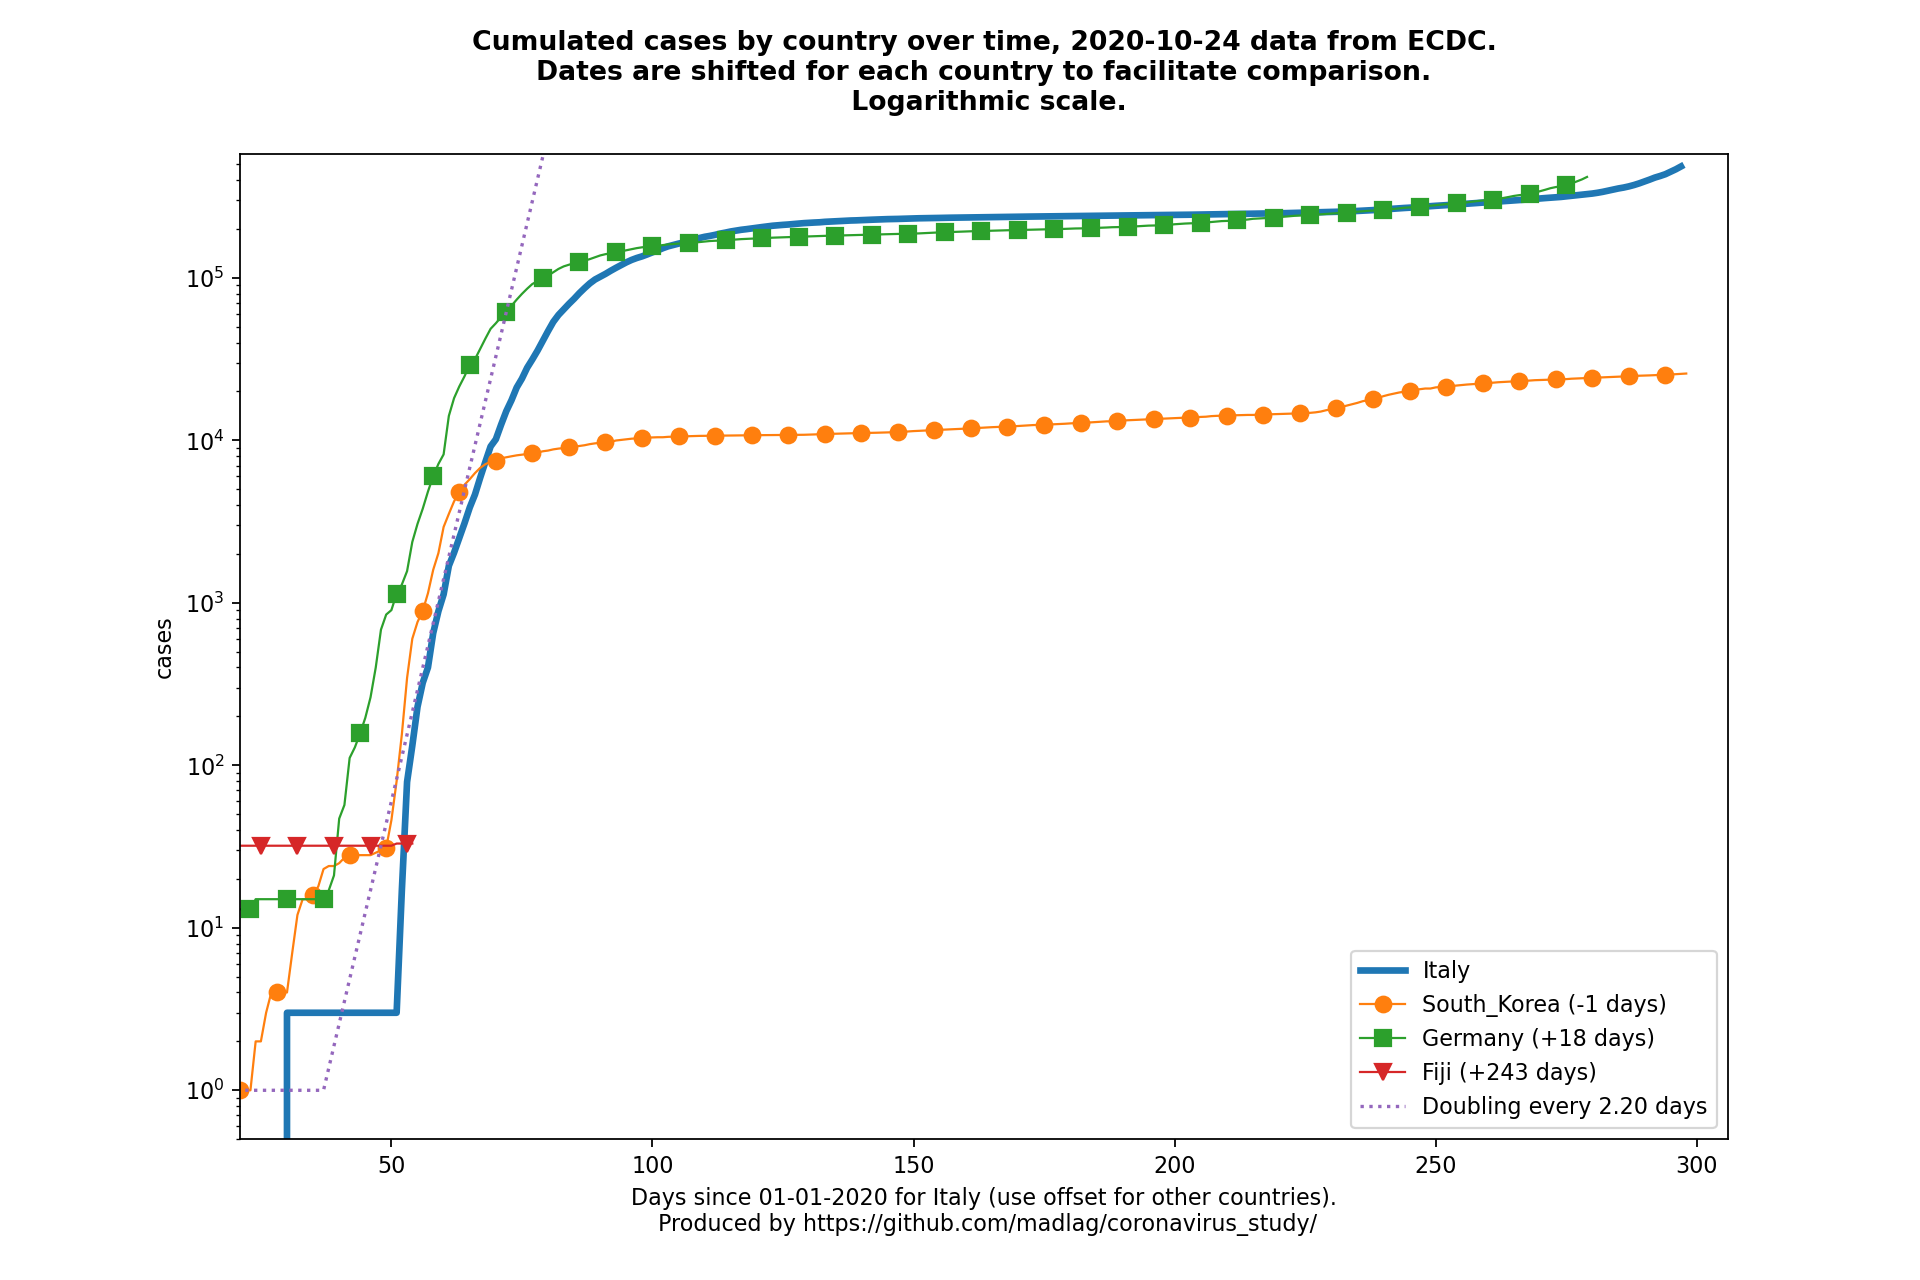 Cumulated cases by country over time, 2020-10-24 data from ECDC.
Dates are shifted for each country to facilitate comparison.
Logarithmic scale.
cases
10^5
10^4
10^3
10^2
10^1
10^0
50
100
150
200
250
300
Italy
South_Korea (-1 days)
Germany (+18 days)
Fiji (+243 days)
Doubling every 2.20 days
Days since 01-01-2020 for Italy (use offset for other countries).
Produced by https://github.com/madlag/coronavirus_study/